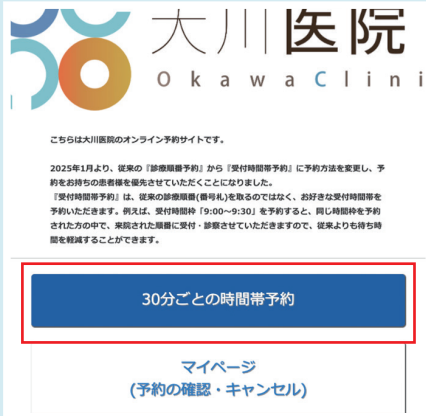 大川医院
OkawaClini
こちらは大川医院のオンライン予約サイトです。
2025年1月より、従来の『診療順番予約』から『受付時間帯予約』に予約方法を変更し、予
約をお持ちの患者様を優先させていただくことになりました。
『受付時間帯予約』は、従来の診療順番(番号札)を取るのではなく、お好きな受付時間帯を
予約いただきます。例えば、受付時間枠「9:00～9:30」を予約すると、同じ時間枠を予約
された方の中で、来院された順番に受付・診察させていただきますので、従来よりも待ち時
間を軽減することができます。
30分ごとの時間帯予約
マイページ
(予約の確認・キャンセル)